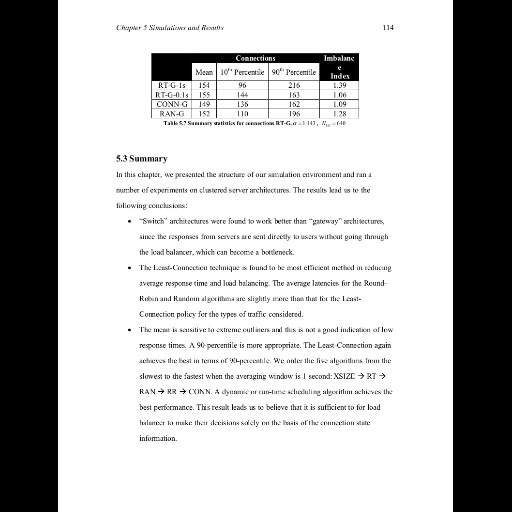 Chapter 5 Simulations and Results 114
Connections Imbalanc
e
Index
Mean 10th Percentile 90th Percentile
RT-G-1s 154 96 216 1.39
RT-G-0.1s 155 144 163 1.06
CONN-G 149 136 162 1.09
RAN-G 152 110 196 1.28
Table 5.7 Summary statistics for connections RT-G, =1.143, =640
5.3 Summary
In this chapter, we presented the structure of our simulation environment and ran a
number of experiments on clustered server architectures. The results lead us to the
following conclusions:
• “Switch” architectures were found to work better than “gateway” architectures,
since the responses from servers are sent directly to users without going through
the load balancer, which can become a bottleneck.
• The Least-Connection technique is found to be most efficient method in reducing
average response time and load balancing. The average latencies for the Round-
Robin and Random algorithms are slightly more than that for the Least-
Connection policy for the types of traffic considered.
• The mean is sensitive to extreme outliners and this is not a good indication of low
response times. A 90-percentile is more appropriate. The Least-Connection again
achieves the best in terms of 90-percentile. We order the five algorithms from the
slowest to the fastest when the averaging window is 1 second: XSIZE → RT →
RAN → RR → CONN. A dynamic or run-time scheduling algorithm achieves the
best performance. This result leads us to believe that it is sufficient to for load
balancer to make their decisions solely on the basis of the connection state
information.